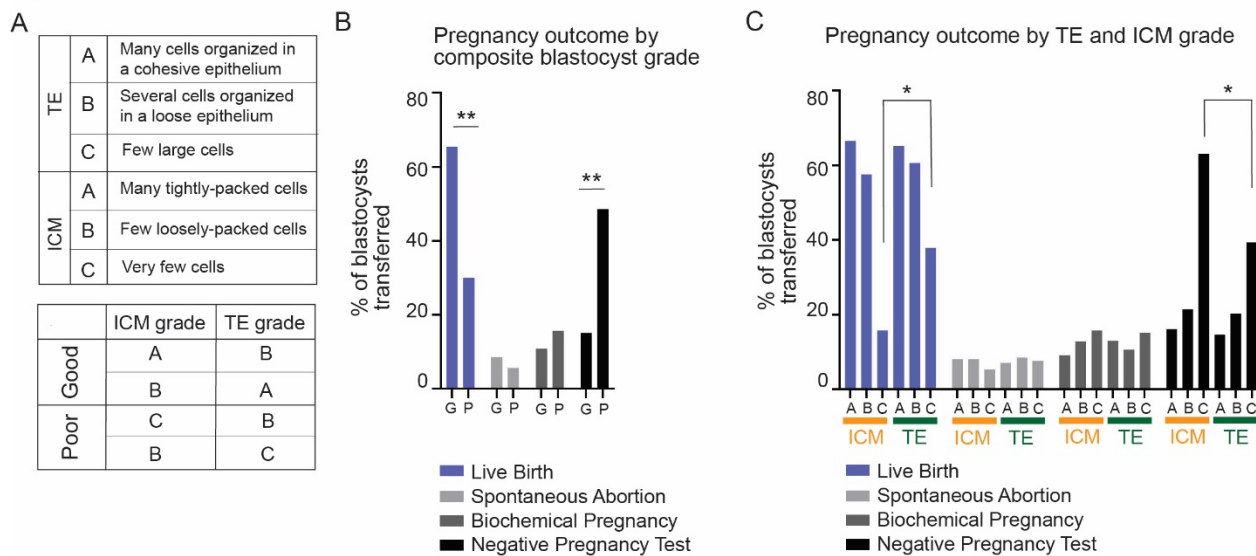 A
TE
A
Many cells organized in
a cohesive epithelium
B
Several cells organized
in a loose epithelium
C
Few large cells
ICM
A
Many tightly-packed cells
B
Few loosely-packed cells
C
Very few cells
ICM grade TE grade
Good
A B
B A
Poor
C B
B C
B
Pregnancy outcome by
composite blastocyst grade
% of blastocysts
transferred
80
60
40
20
0
**
**
G P G P G P G P
Live Birth
Spontaneous Abortion
Biochemical Pregnancy
Negative Pregnancy Test
C
Pregnancy outcome by TE and ICM grade
% of blastocysts
transferred
80
60
40
20
0
*
*
A B C A B C A B C A B C A B C A B C A B C A B C
ICM TE ICM TE ICM TE ICM TE
Live Birth
Spontaneous Abortion
Biochemical Pregnancy
Negative Pregnancy Test